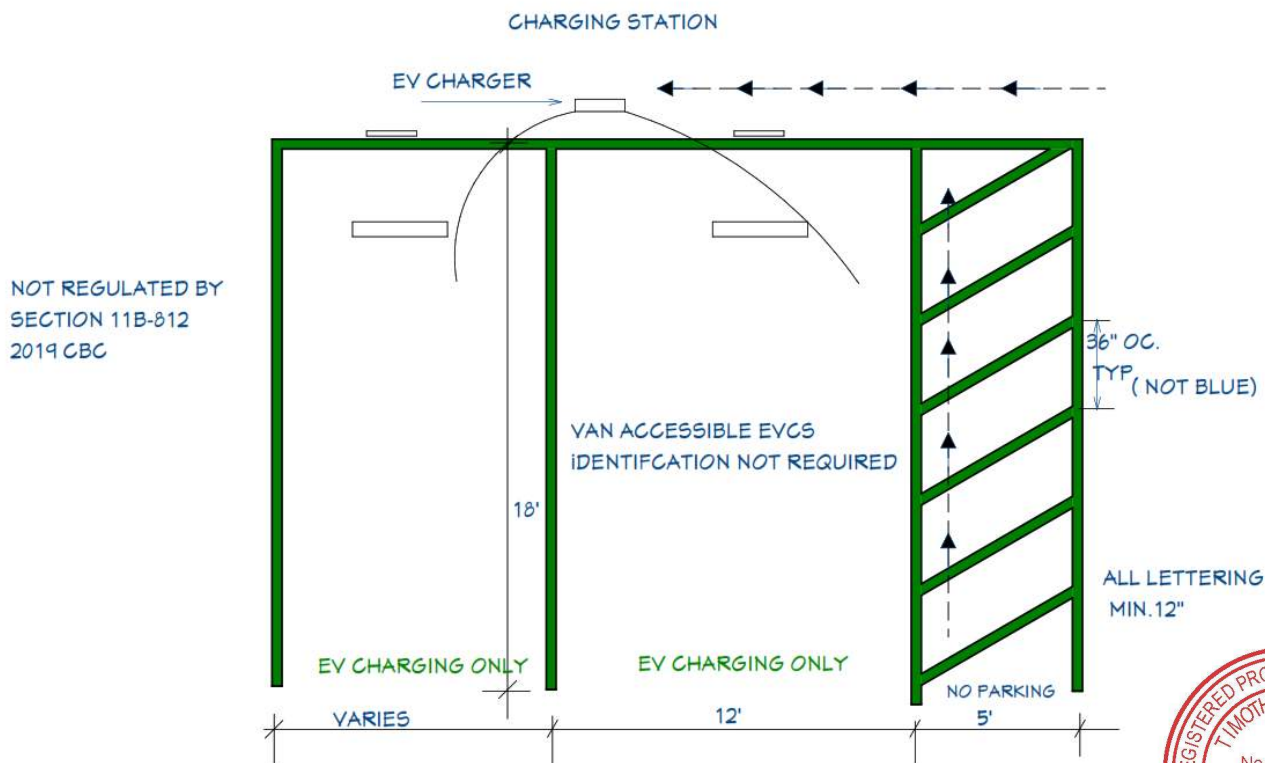 CHARGING STATION
EV CHARGER
NOT REGULATED BY
SECTION 11B-812
2019 CBC
36" OC.
TYP
( NOT BLUE)
VAN ACCESSIBLE EVCS
iDENTIFCATION NOT REQUIRED
18'
ALL LETTERING
MIN.12"
EV CHARGING ONLY
EV CHARGING ONLY
NO PARKING
VARIES
12'
5'
No